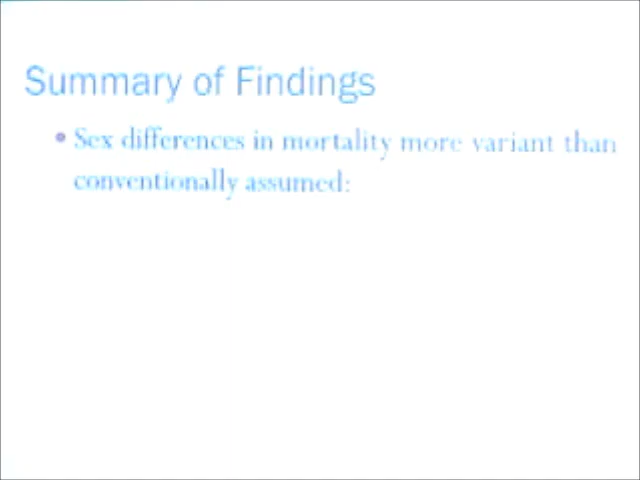 Summary of Findings
• Sex differences in mortality more variant than
conventionally assumed: